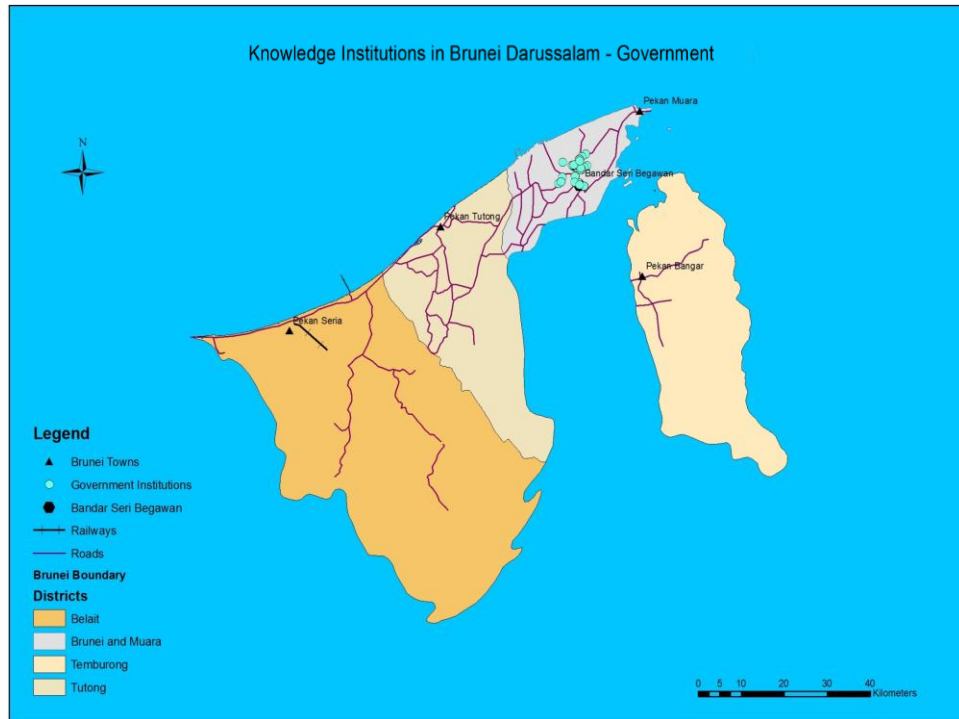 Knowledge Institutions in Brunei Darussalam - Government
Pekan Muara
N
Bandar Seri Begawan
Pekan Tutong
Pekan Bangar
Pekan Seria
Legend
Brunei Towns
Government Institutions
Bandar Seri Begawan
Railways
Roads
Brunei Boundary
Districts
Belait
Brunei and Muara
Temburong
Tutong
0 5 10 20 30 40
Kilometers